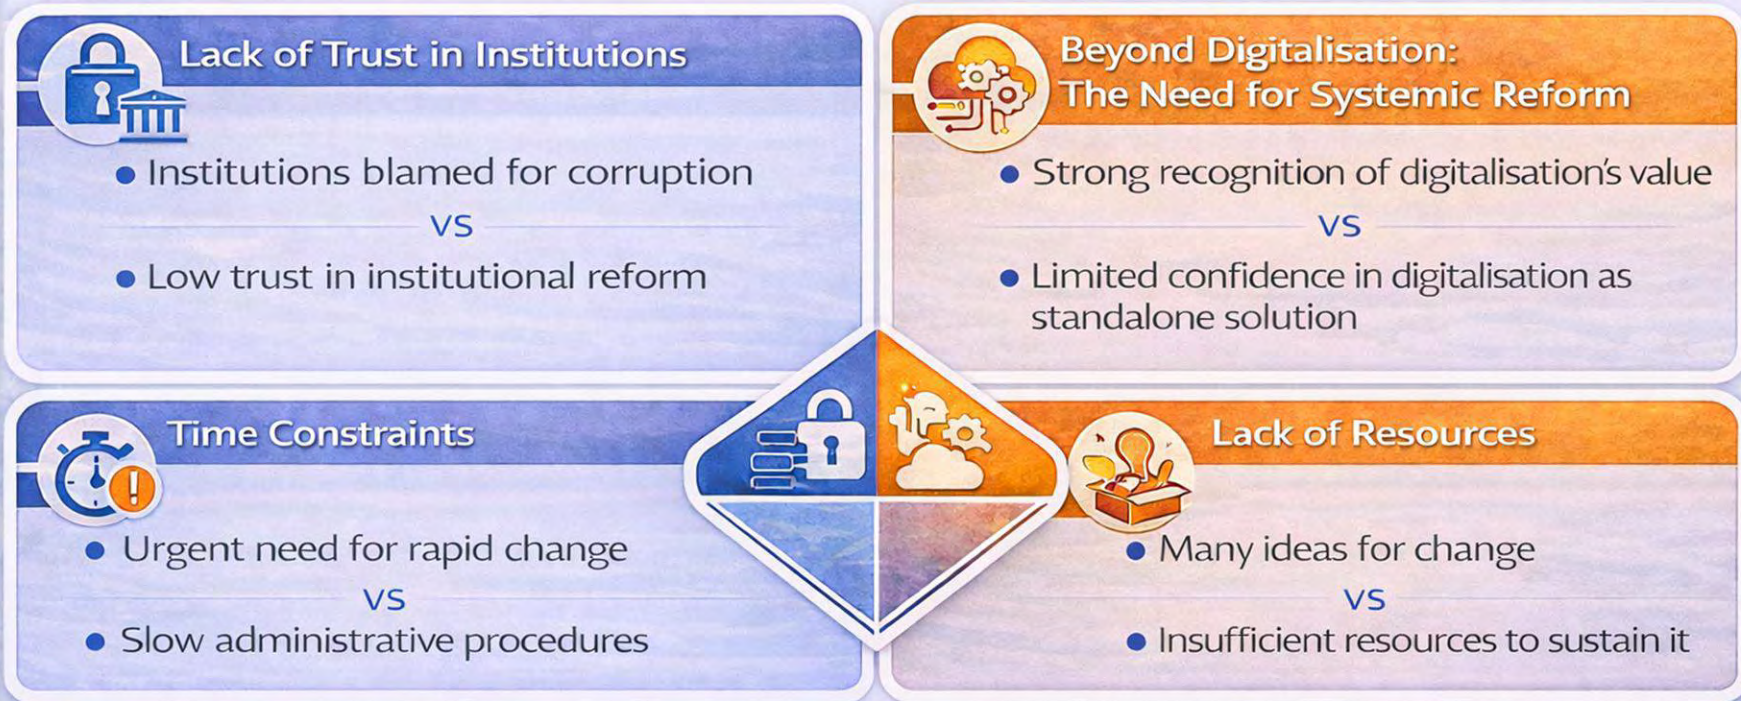 Lack of Trust in Institutions
Institutions blamed for corruption
VS
Low trust in institutional reform
Beyond Digitalisation:
The Need for Systemic Reform
Strong recognition of digitalisation's value
VS
Limited confidence in digitalisation as
standalone solution
Time Constraints
!
Urgent need for rapid change
VS
Slow administrative procedures
Lack of Resources
Many ideas for change
VS
Insufficient resources to sustain it